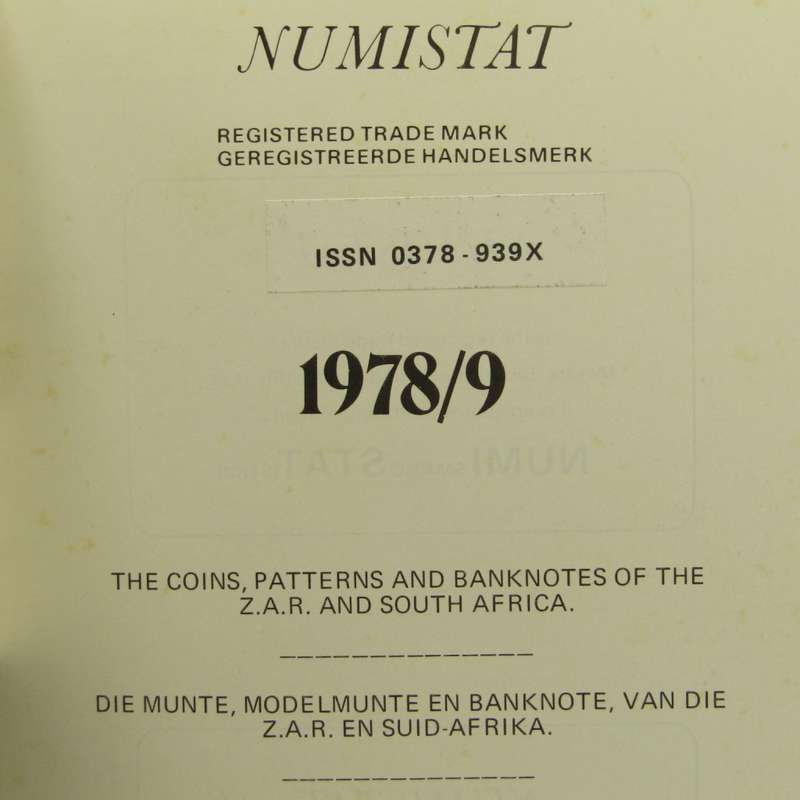 NUMISTAT
REGISTERED TRADE MARK
GEREGISTREERDE HANDELSMERK
ISSN 0378-939X
1978/9
THE COINS, PATTERNS AND BANKNOTES OF THE
Z.A.R. AND SOUTH AFRICA.
DIE MUNTE, MODELMUNTE EN BANKNOTE, VAN DIE
Z.A.R. EN SUID-AFRIKA.